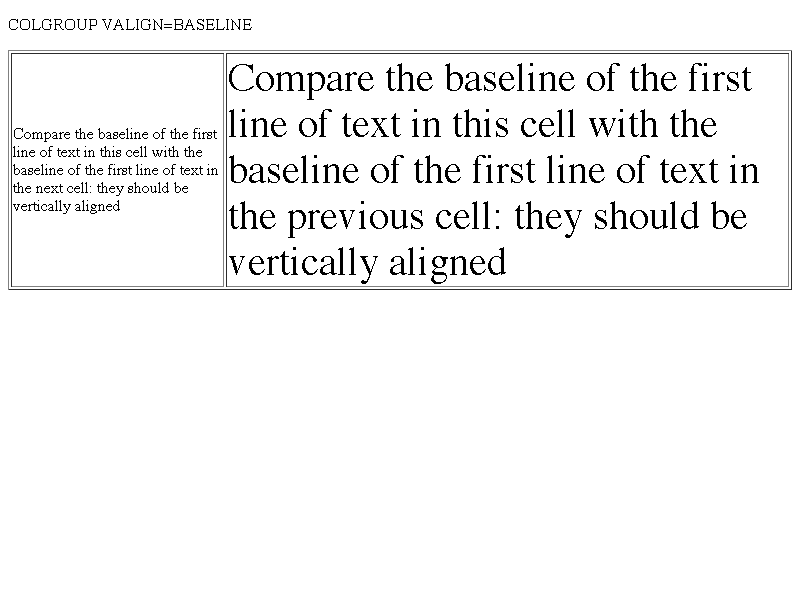 COLGROUP VALIGN=BASELINE
Compare the baseline of the first
line of text in this cell with the
baseline of the first line of text in
the next cell: they should be
vertically aligned
Compare the baseline of the first
line of text in this cell with the
baseline of the first line of text in
the previous cell: they should be
vertically aligned